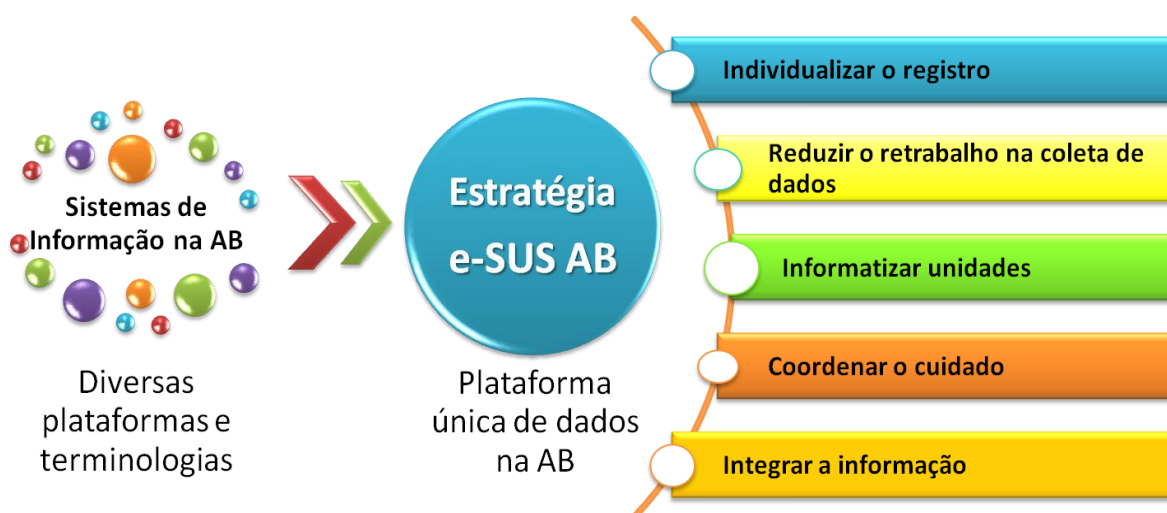 Sistemas de
Informação na AB
Diversas
plataformas e
terminologias
Estratégia
e-SUS AB
Plataforma
única de dados
na AB
Individualizar o registro
Reduzir o retrabalho na coleta de
dados
Informatizar unidades
Coordenar o cuidado
Integrar a informação